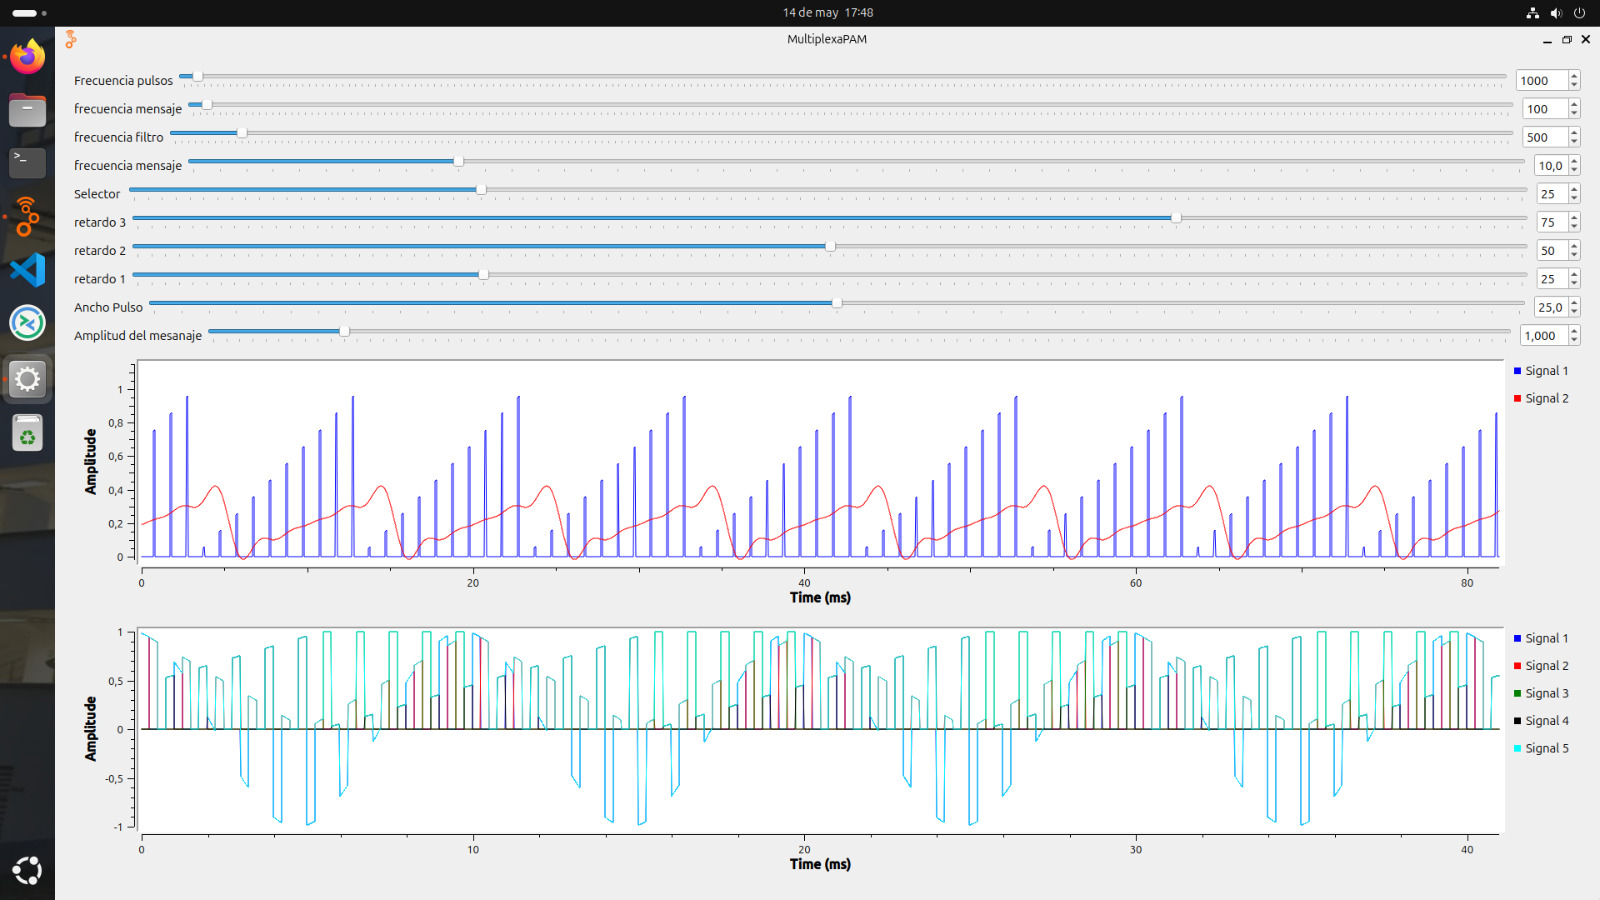 14 de may 17:48
MultiplexaPAM
Frecuencia pulsos 1000
frecuencia mensaje 100
frecuencia filtro 500
frecuencia mensaje 10,0
Selector 25
retardo 3 75
retardo 2 50
retardo 1 25
Ancho Pulso 25,0
Amplitud del mesanaje 1,000
Amplitude
1
0,8
0,6
0,4
0,2
0
0 20 40 60 80
Time (ms)
Signal 1
Signal 2
Amplitude
1
0,5
0
-0,5
-1
0 10 20 30 40
Time (ms)
Signal 1
Signal 2
Signal 3
Signal 4
Signal 5